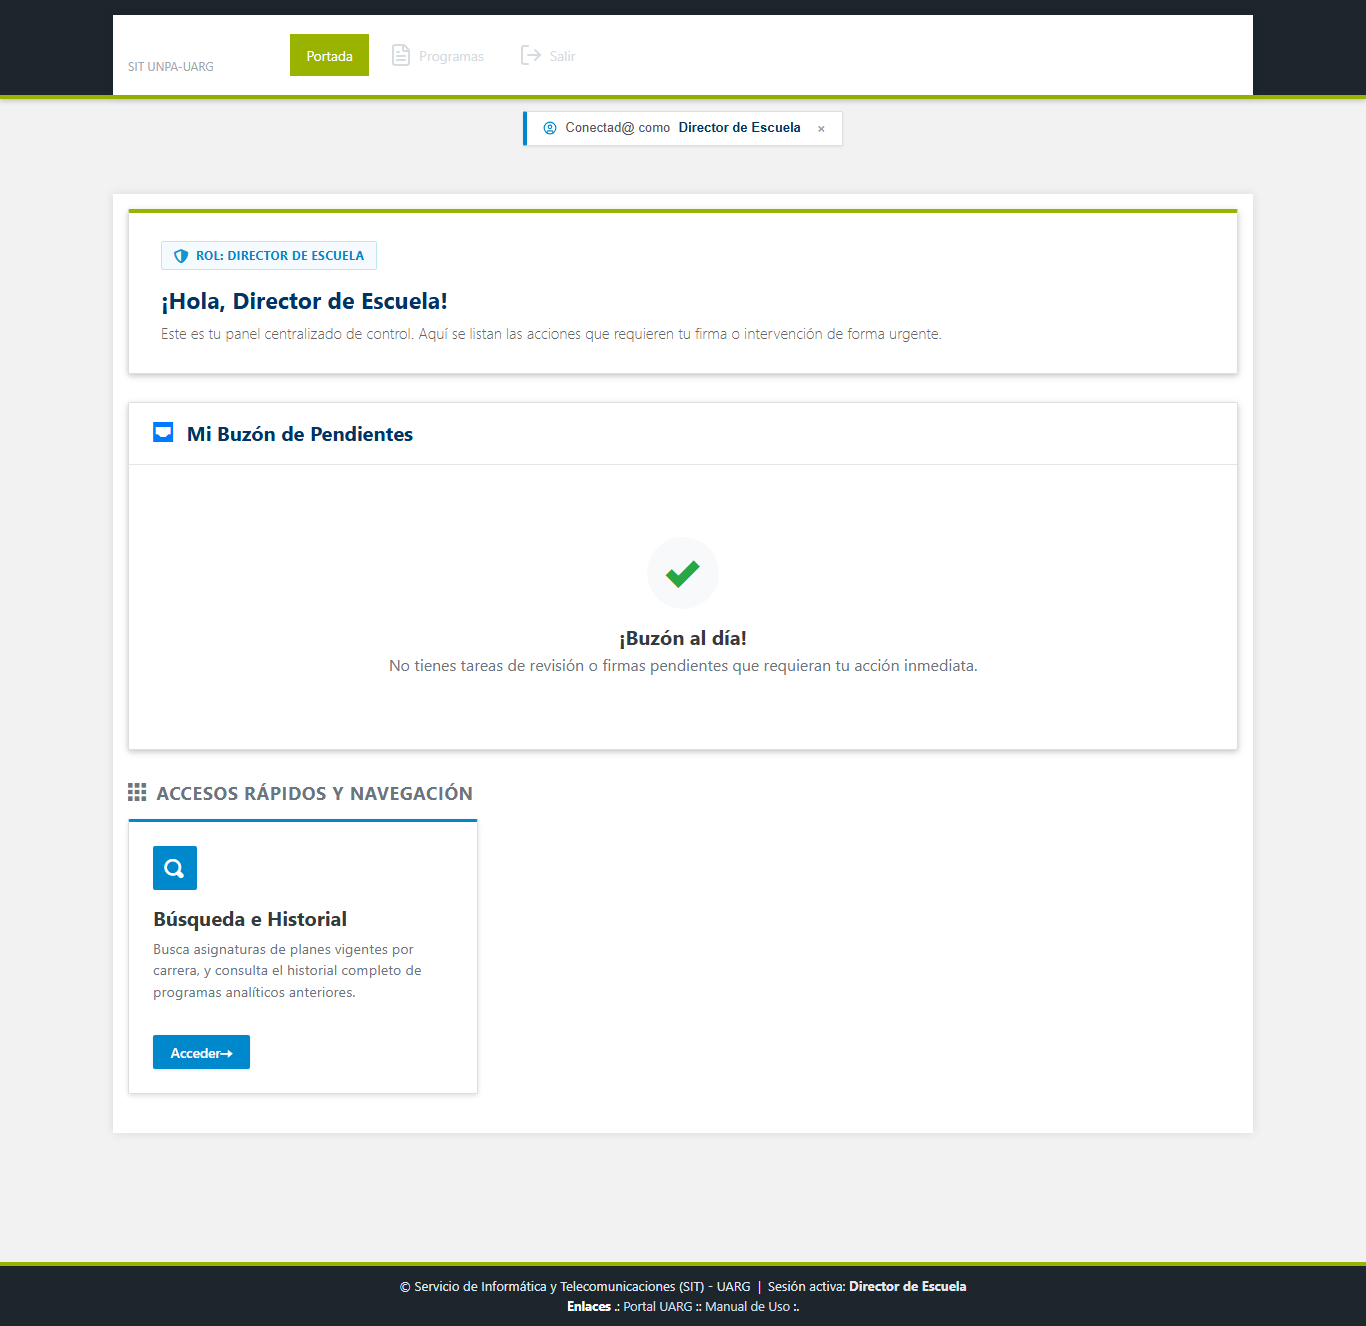 SIT UNPA-UARG
Portada
Programas
Salir
Conectad@ como Director de Escuela ×
ROL: DIRECTOR DE ESCUELA
¡Hola, Director de Escuela!
Este es tu panel centralizado de control. Aquí se listan las acciones que requieren tu firma o intervención de forma urgente.
Mi Buzón de Pendientes
¡Buzón al día!
No tienes tareas de revisión o firmas pendientes que requieran tu acción inmediata.
ACCESOS RÁPIDOS Y NAVEGACIÓN
Búsqueda e Historial
Busca asignaturas de planes vigentes por
carrera, y consulta el historial completo de
programas analíticos anteriores.
Acceder→
© Servicio de Informática y Telecomunicaciones (SIT) - UARG | Sesión activa: Director de Escuela
Enlaces .: Portal UARG :: Manual de Uso :.